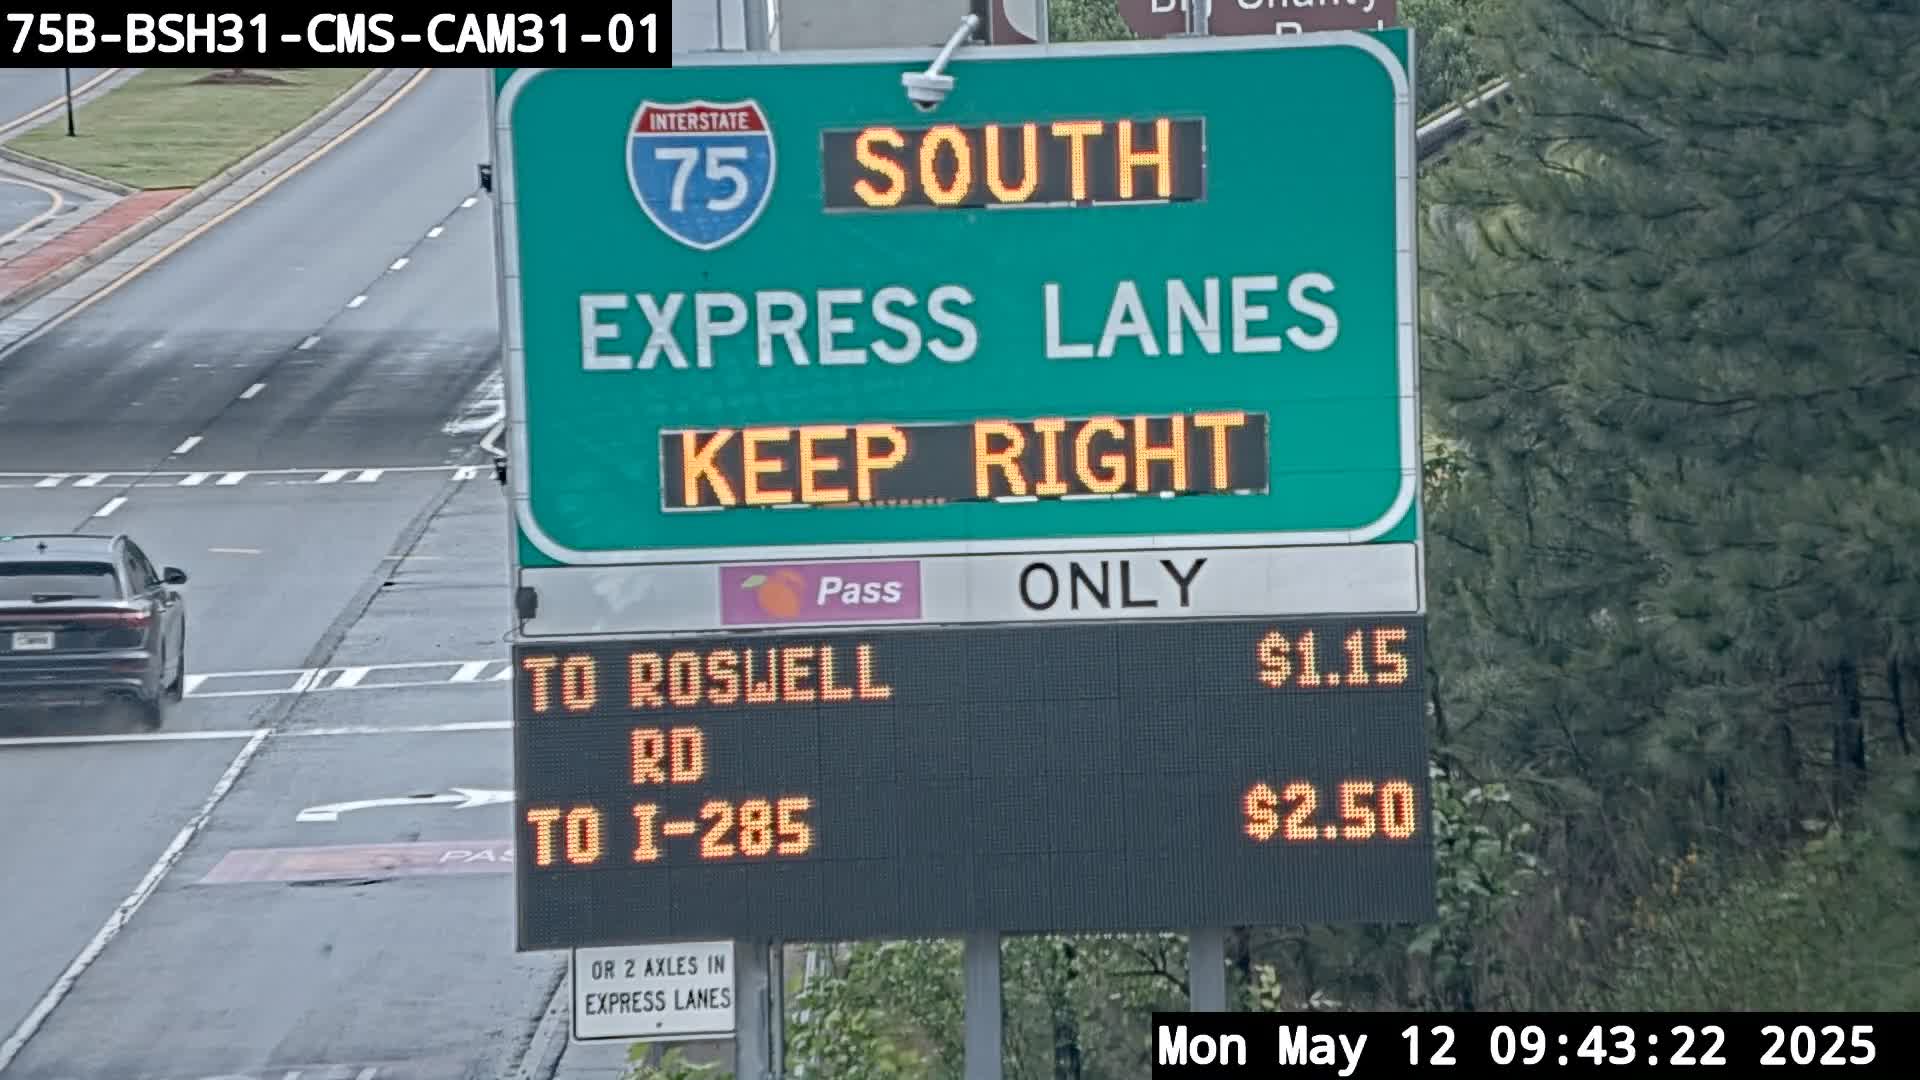 75B-BSH31-CMS-CAM31-01
INTERSTATE
75
SOUTH
EXPRESS LANES
KEEP RIGHT
Pass ONLY
TO ROSWELL $1.15
RD
TO I-285 $2.50
OR 2 AXLES IN
EXPRESS LANES
Mon May 12 09:43:22 2025